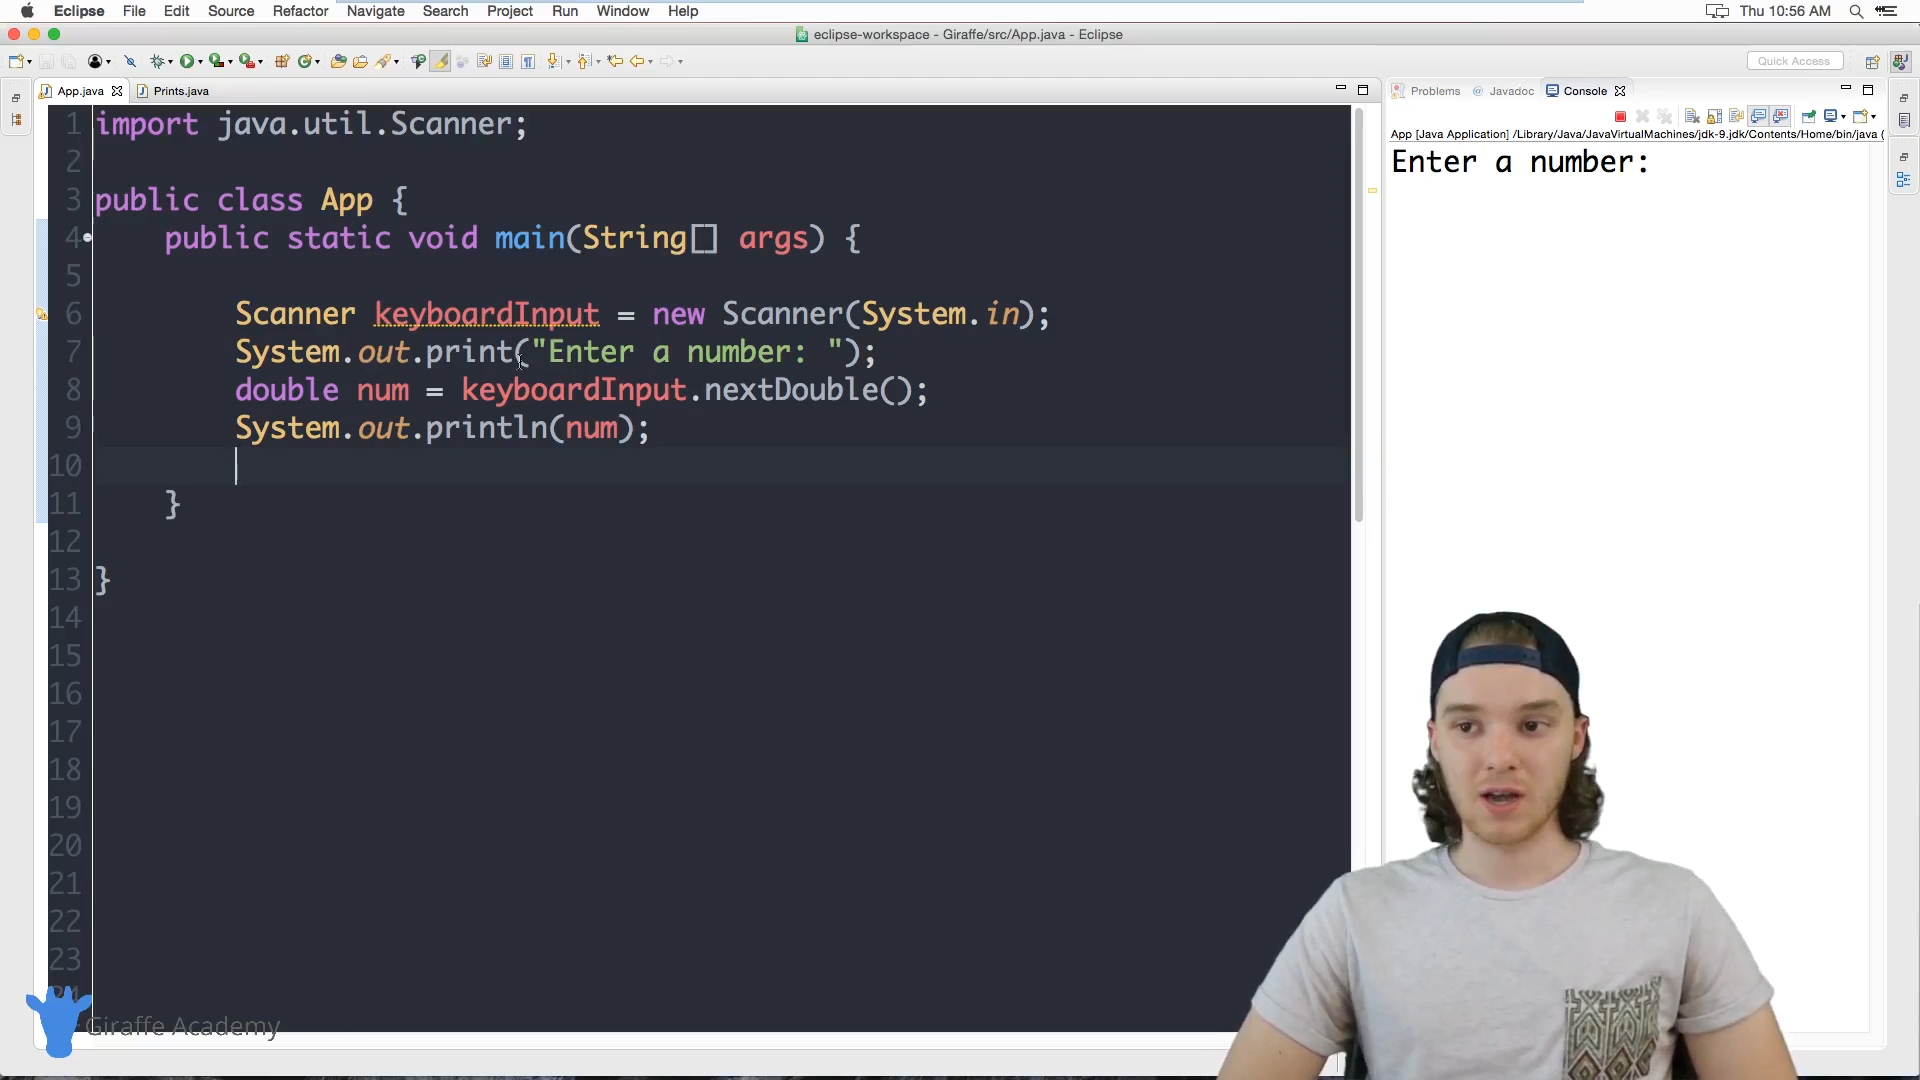 Eclipse File Edit Source Refactor Navigate Search Project Run Window Help Thu 10:56 AM
eclipse-workspace - Giraffe/src/App.java - Eclipse
Quick Access
App.java Prints.java
Problems @ Javadoc Console
App [Java Application] /Library/Java/JavaVirtualMachines/jdk-9.jdk/Contents/Home/bin/java (
Enter a number:
1 import java.util.Scanner;
2
3 public class App {
4 public static void main(String[] args) {
5
6 Scanner keyboardInput = new Scanner(System.in);
7 System.out.print("Enter a number: ");
8 double num = keyboardInput.nextDouble();
9 System.out.println(num);
10
11 }
12
13 }
14
15
16
17
18
19
20
21
22
23
Giraffe Academy